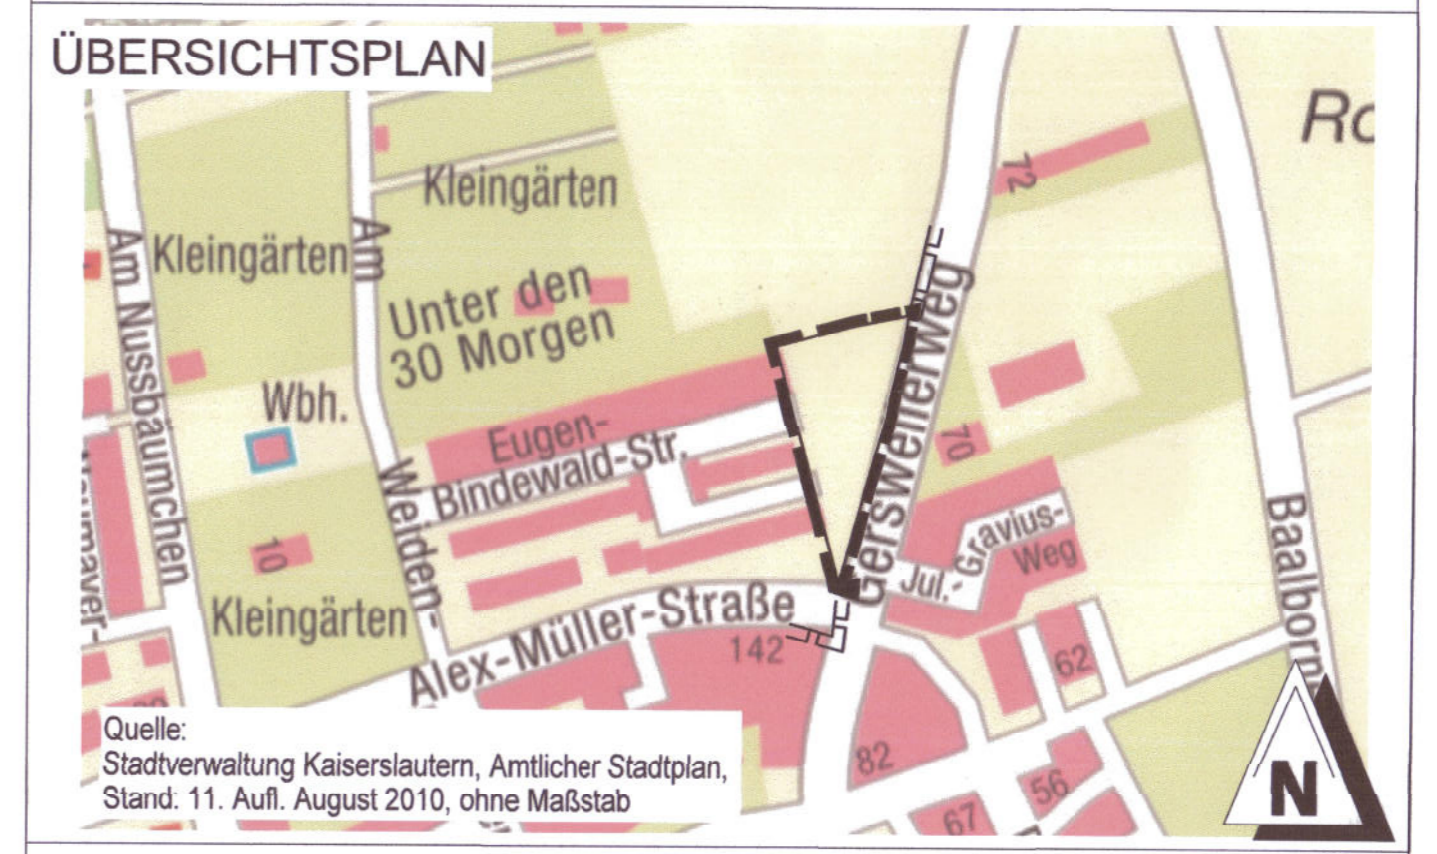 ÜBERSICHTSPLAN
Ro
72
Kleingärten
Am Nussbäumchen
Kleingärten
Am
Weiden-
Unter den
30 Morgen
Wbh.
Eugen-
Bindewald-Str.
Gersweilerweg
70
Jul.-Gravius-
Weg
Baalborn
10
Kleingärten
Alex-Müller-Straße
142
62
82
56
67
Quelle:
Stadtverwaltung Kaiserslautern, Amtlicher Stadtplan,
Stand: 11. Aufl. August 2010, ohne Maßstab
N